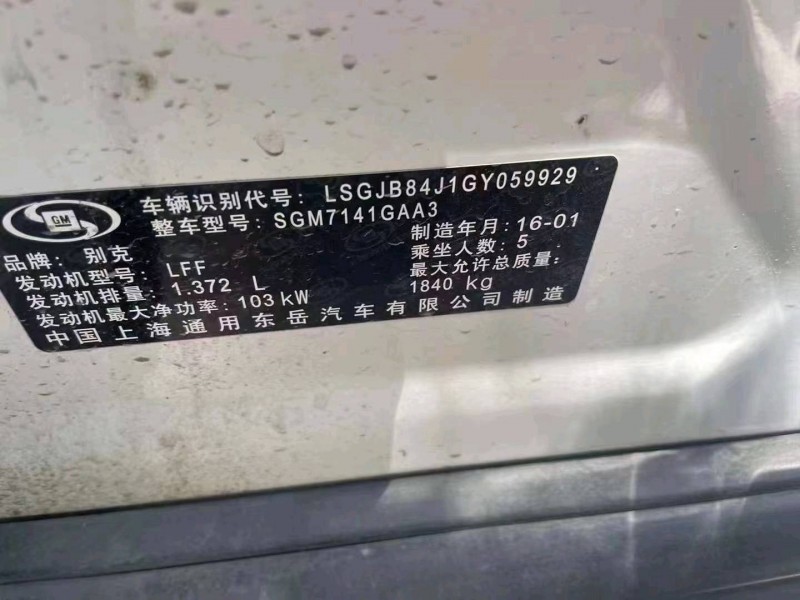 GM
车辆识别代号: LSGJB84J1GY059929
整车型号: SGM7141GAA3
品牌: 别克
制造年月: 16-01
发动机型号: LFF
乘坐人数: 5
发动机排量: 1.372 L
最大允许总质量:
1840 kg
发动机最大净功率: 103 kW
中国上海通用东岳汽车有限公司制造